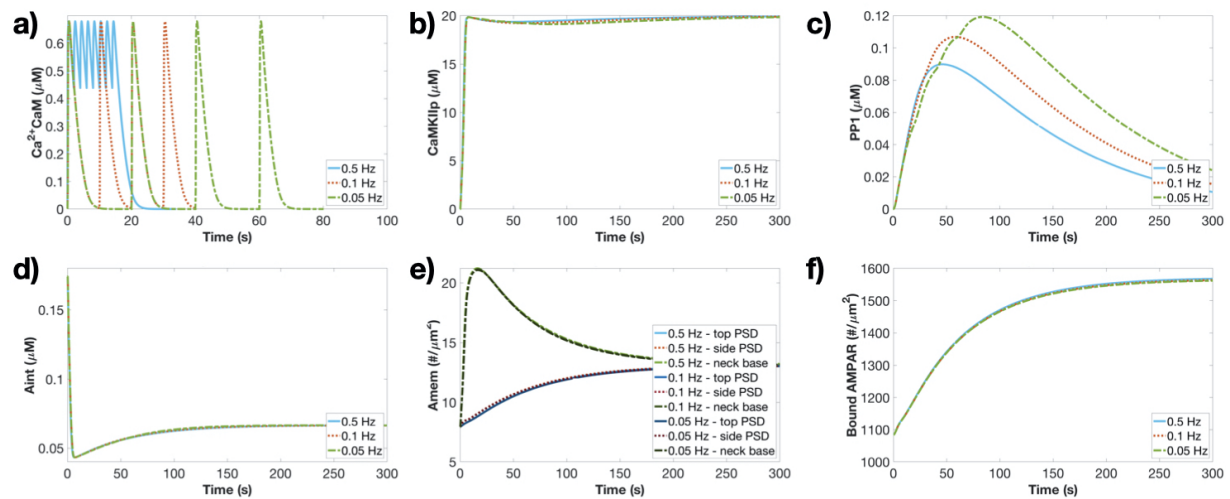 a)
Ca2+CaM (μM)
0.6
0.5
0.4
0.3
0.2
0.1
0
0 20 40 60 80 100
Time (s)
0.5 Hz
0.1 Hz
0.05 Hz
b)
CaMKIIp (μM)
20
15
10
5
0
0 50 100 150 200 250 300
Time (s)
0.5 Hz
0.1 Hz
0.05 Hz
c)
PP1 (μM)
0.12
0.1
0.08
0.06
0.04
0.02
0
0 50 100 150 200 250 300
Time (s)
0.5 Hz
0.1 Hz
0.05 Hz
d)
Aint (μM)
0.15
0.1
0.05
0 50 100 150 200 250 300
Time (s)
0.5 Hz
0.1 Hz
0.05 Hz
e)
Amem (#/μm²)
20
15
10
5
0 50 100 150 200 250 300
Time (s)
0.5 Hz - top PSD
0.5 Hz - side PSD
0.5 Hz - neck base
0.1 Hz - top PSD
0.1 Hz - side PSD
0.1 Hz - neck base
0.05 Hz - top PSD
0.05 Hz - side PSD
0.05 Hz - neck base
f)
Bound AMPAR (#/μm²)
1600
1500
1400
1300
1200
1100
1000
0 50 100 150 200 250 300
Time (s)
0.5 Hz
0.1 Hz
0.05 Hz